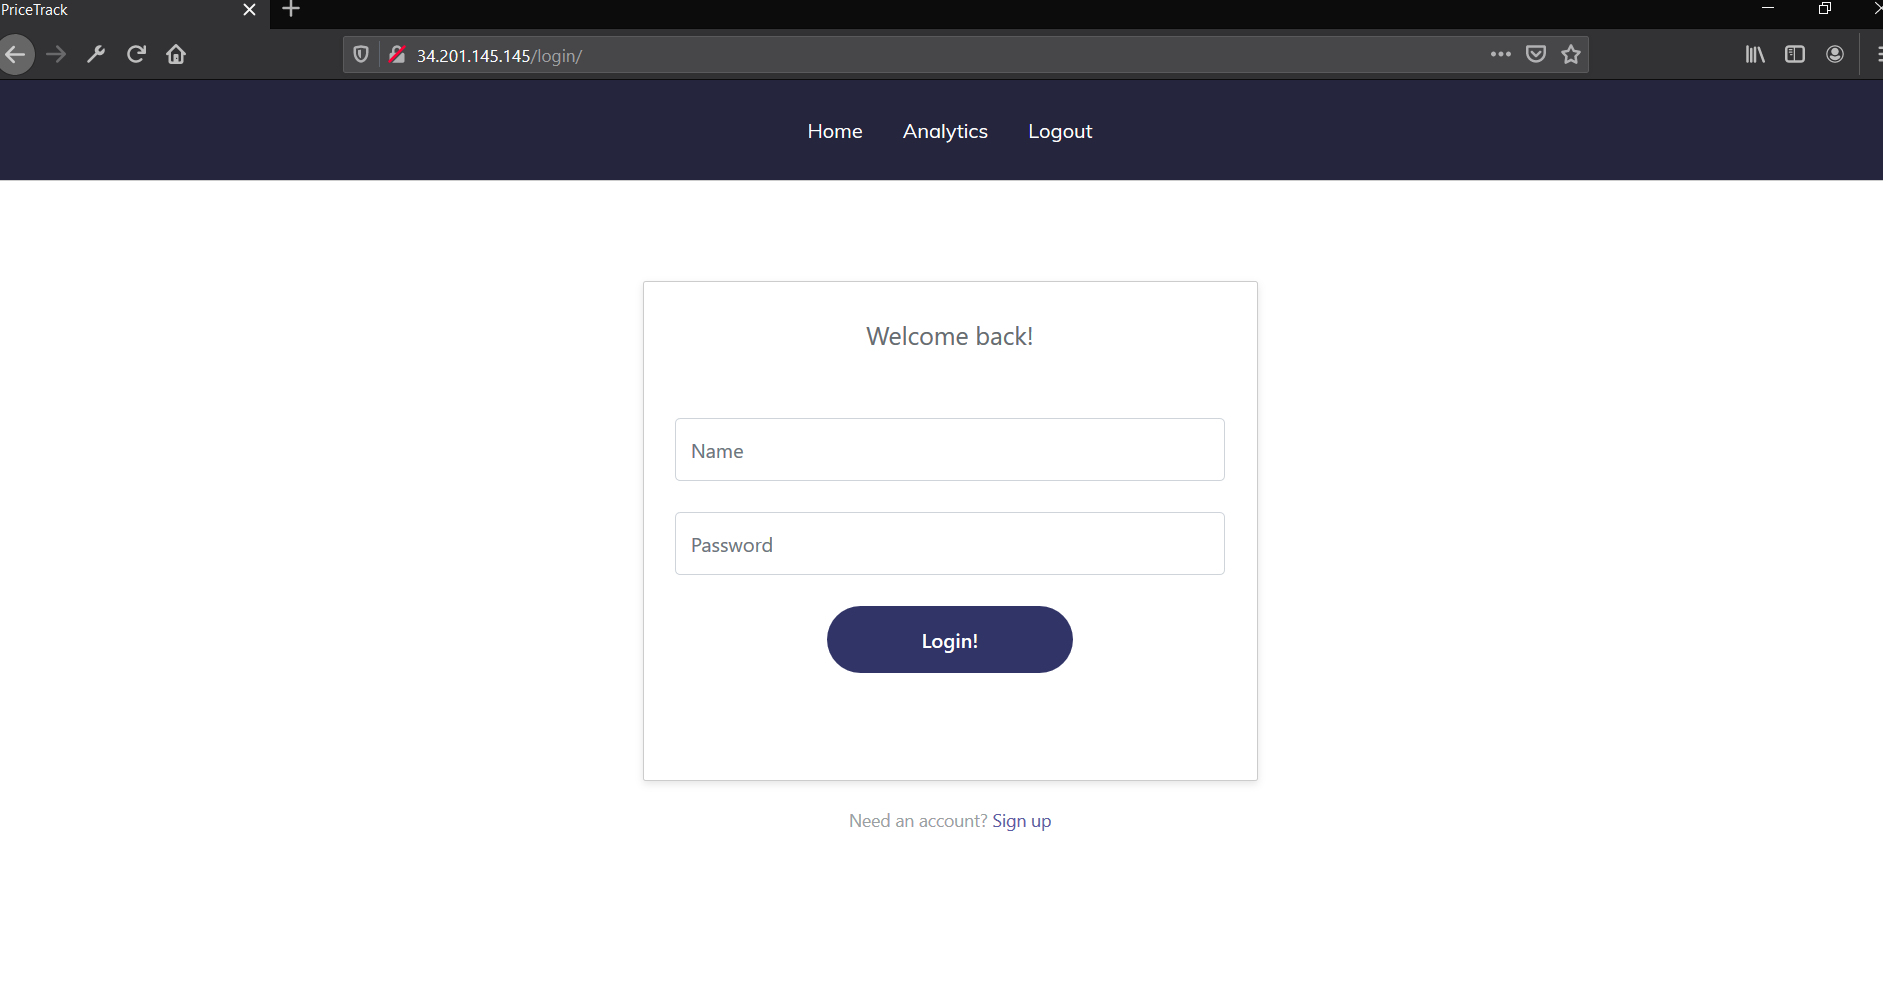 PriceTrack
34.201.145.145/login/
Home Analytics Logout
Welcome back!
Name
Password
Login!
Need an account? Sign up